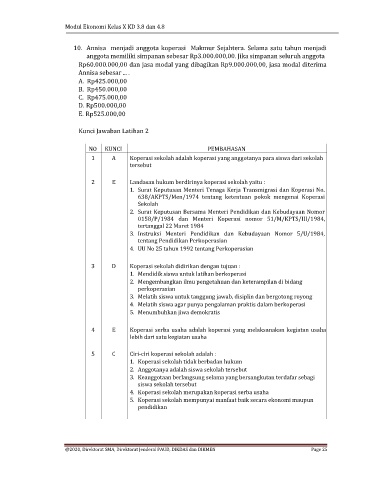 Modul Ekonomi Kelas X KD 3.8 dan 4.8
10. Annisa menjadi anggota koperasi Makmur Sejahtera. Selama satu tahun menjadi
anggota memiliki simpanan sebesar Rp3.000.000,00. Jika simpanan seluruh anggota
Rp60.000.000,00 dan jasa modal yang dibagikan Rp9.000.000,00, jasa modal diterima
Annisa sebesar ....
A. Rp425.000,00
B. Rp450.000,00
C. Rp475.000,00
D. Rp500.000,00
E. Rp525.000,00
Kunci Jawaban Latihan 2
NO KUNCI PEMBAHASAN
1 A Koperasi sekolah adalah koperasi yang anggotanya para siswa dari sekolah
tersebut
2 E Landasan hukum berdirinya koperasi sekolah yaitu :
1. Surat Keputusan Menteri Tenaga Kerja Transmigrasi dan Koperasi No.
638/AKPTS/Men/1974 tentang ketentuan pokok mengenai Koperasi
Sekolah
2. Surat Keputusan Bersama Menteri Pendidikan dan Kebudayaan Nomor
0158/P/1984 dan Menteri Koperasi nomor 51/M/KPTS/III/1984,
tertanggal 22 Maret 1984
3. Instruksi Menteri Pendidikan dan Kebudayaan Nomor 5/U/1984,
tentang Pendidikan Perkoperasian
4. UU No 25 tahun 1992 tentang Perkoperasian
3 D Koperasi sekolah didirikan dengan tujuan :
1. Mendidik siswa untuk latihan berkoperasi
2. Mengembangkan ilmu pengetahuan dan keterampilan di bidang
perkoperasian
3. Melatih siswa untuk tanggung jawab, disiplin dan bergotong royong
4. Melatih siswa agar punya pengalaman praktis dalam berkoperasi
5. Menumbuhkan jiwa demokratis
4 E Koperasi serba usaha adalah koperasi yang melaksanakan kegiatan usaha
lebih dari satu kegiatan usaha
5 C Ciri-ciri koperasi sekolah adalah :
1. Koperasi sekolah tidak berbadan hukum
2. Anggotanya adalah siswa sekolah tersebut
3. Keanggotaan berlangsung selama yang bersangkutan terdaftar sebagi
siswa sekolah tersebut
4. Koperasi sekolah merupakan koperasi serba usaha
5. Koperasi sekolah mempunyai manfaat baik secara ekonomi maupun
pendidikan
@2020, Direktorat SMA, Direktorat Jenderal PAUD, DIKDAS dan DIKMEN Page 25